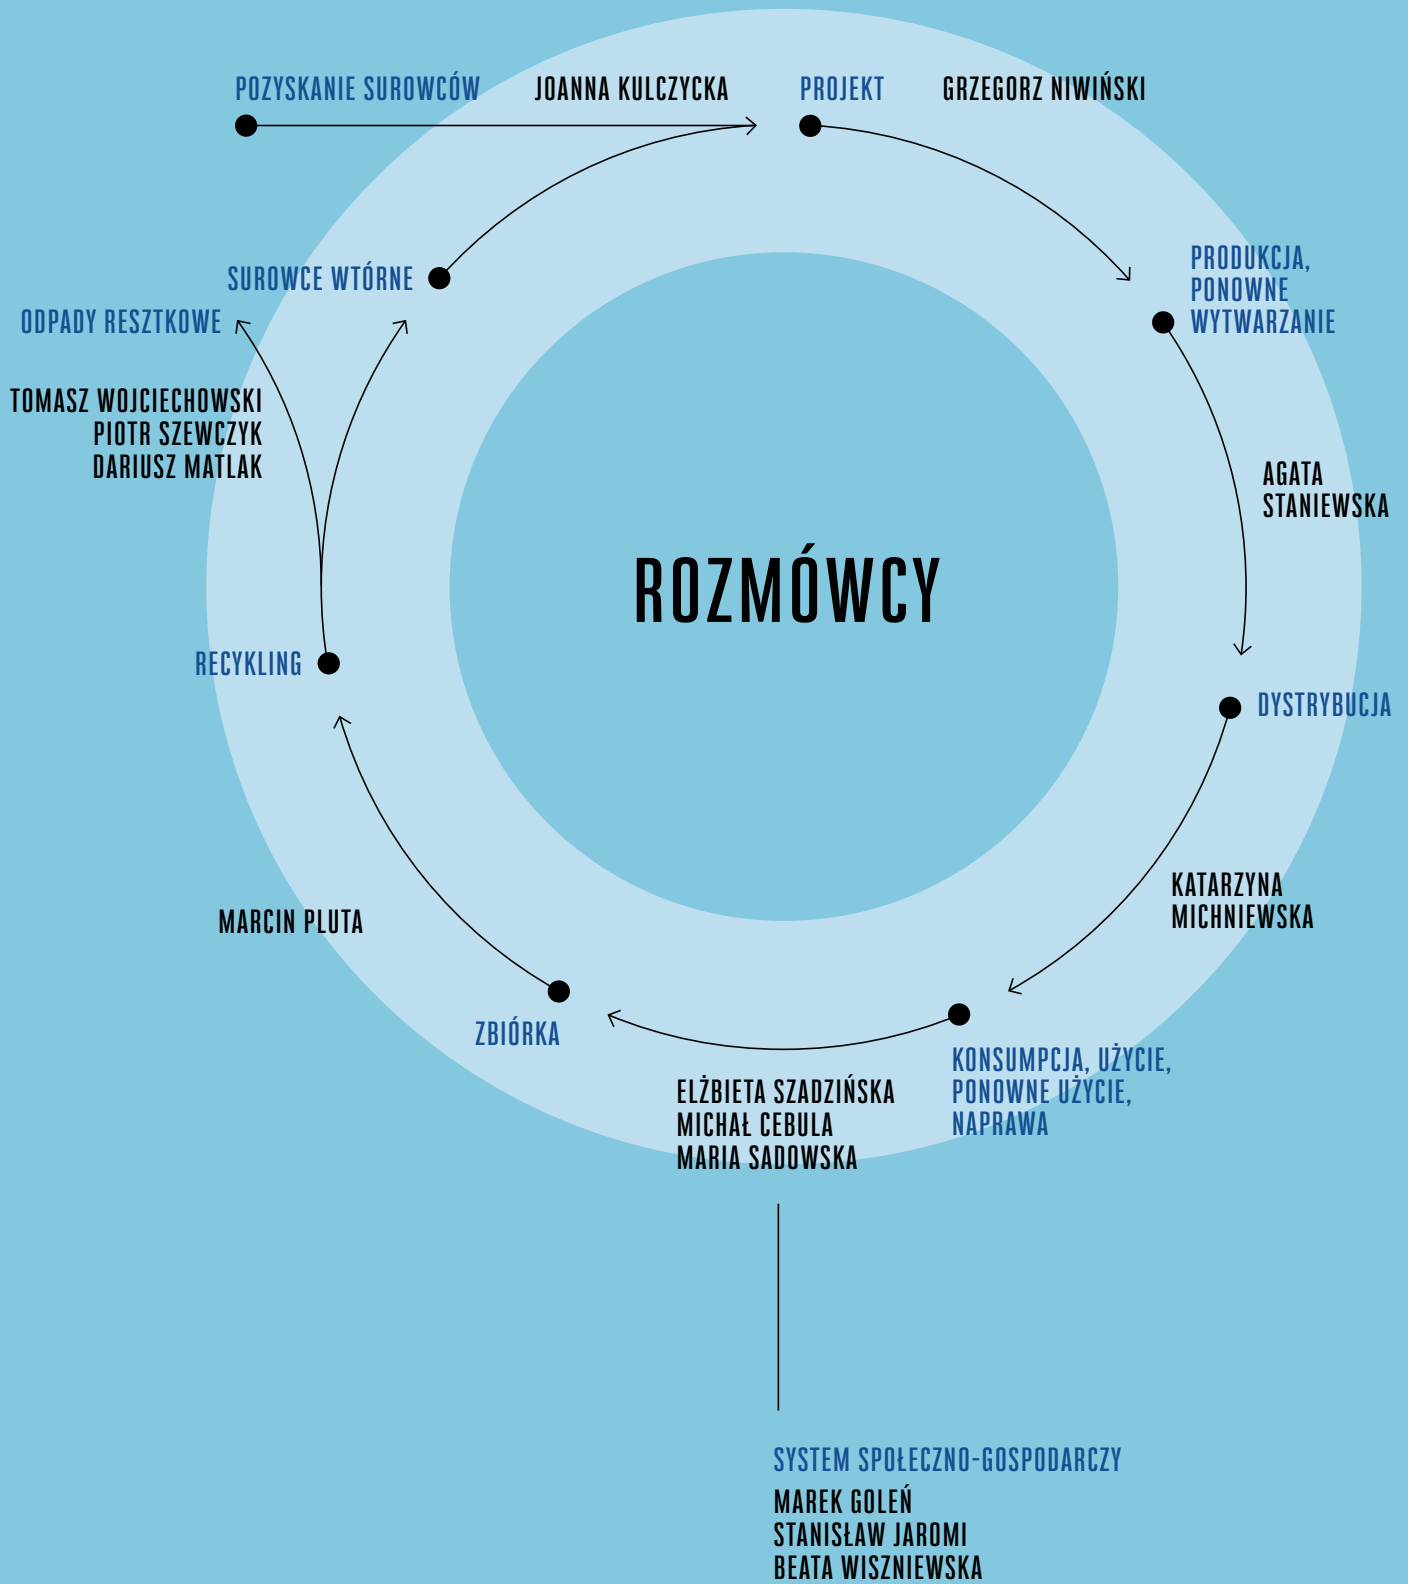 POZYSKANIE SUROWCÓW
JOANNA KULCZYCKA
PROJEKT
GRZEGORZ NIWIŃSKI
PRODUKCJA,
PONOWNE
WYTWARZANIE
SUROWCE WTÓRNE
ODPADY RESZTKOWE
TOMASZ WOJCIECHOWSKI
PIOTR SZEWCZYK
DARIUSZ MATLAK
AGATA
STANIEWSKA
ROZMÓWCY
RECYKLING
DYSTRYBUCJA
KATARZYNA
MICHNIEWSKA
MARCIN PLUTA
ZBIÓRKA
KONSUMPCJA, UŻYCIE,
PONOWNE UŻYCIE,
NAPRAWA
ELŻBIETA SZADZIŃSKA
MICHAŁ CEBULA
MARIA SADOWSKA
SYSTEM SPOŁECZNO-GOSPODARCZY
MAREK GOLEŃ
STANISŁAW JAROMI
BEATA WISZNIEWSKA